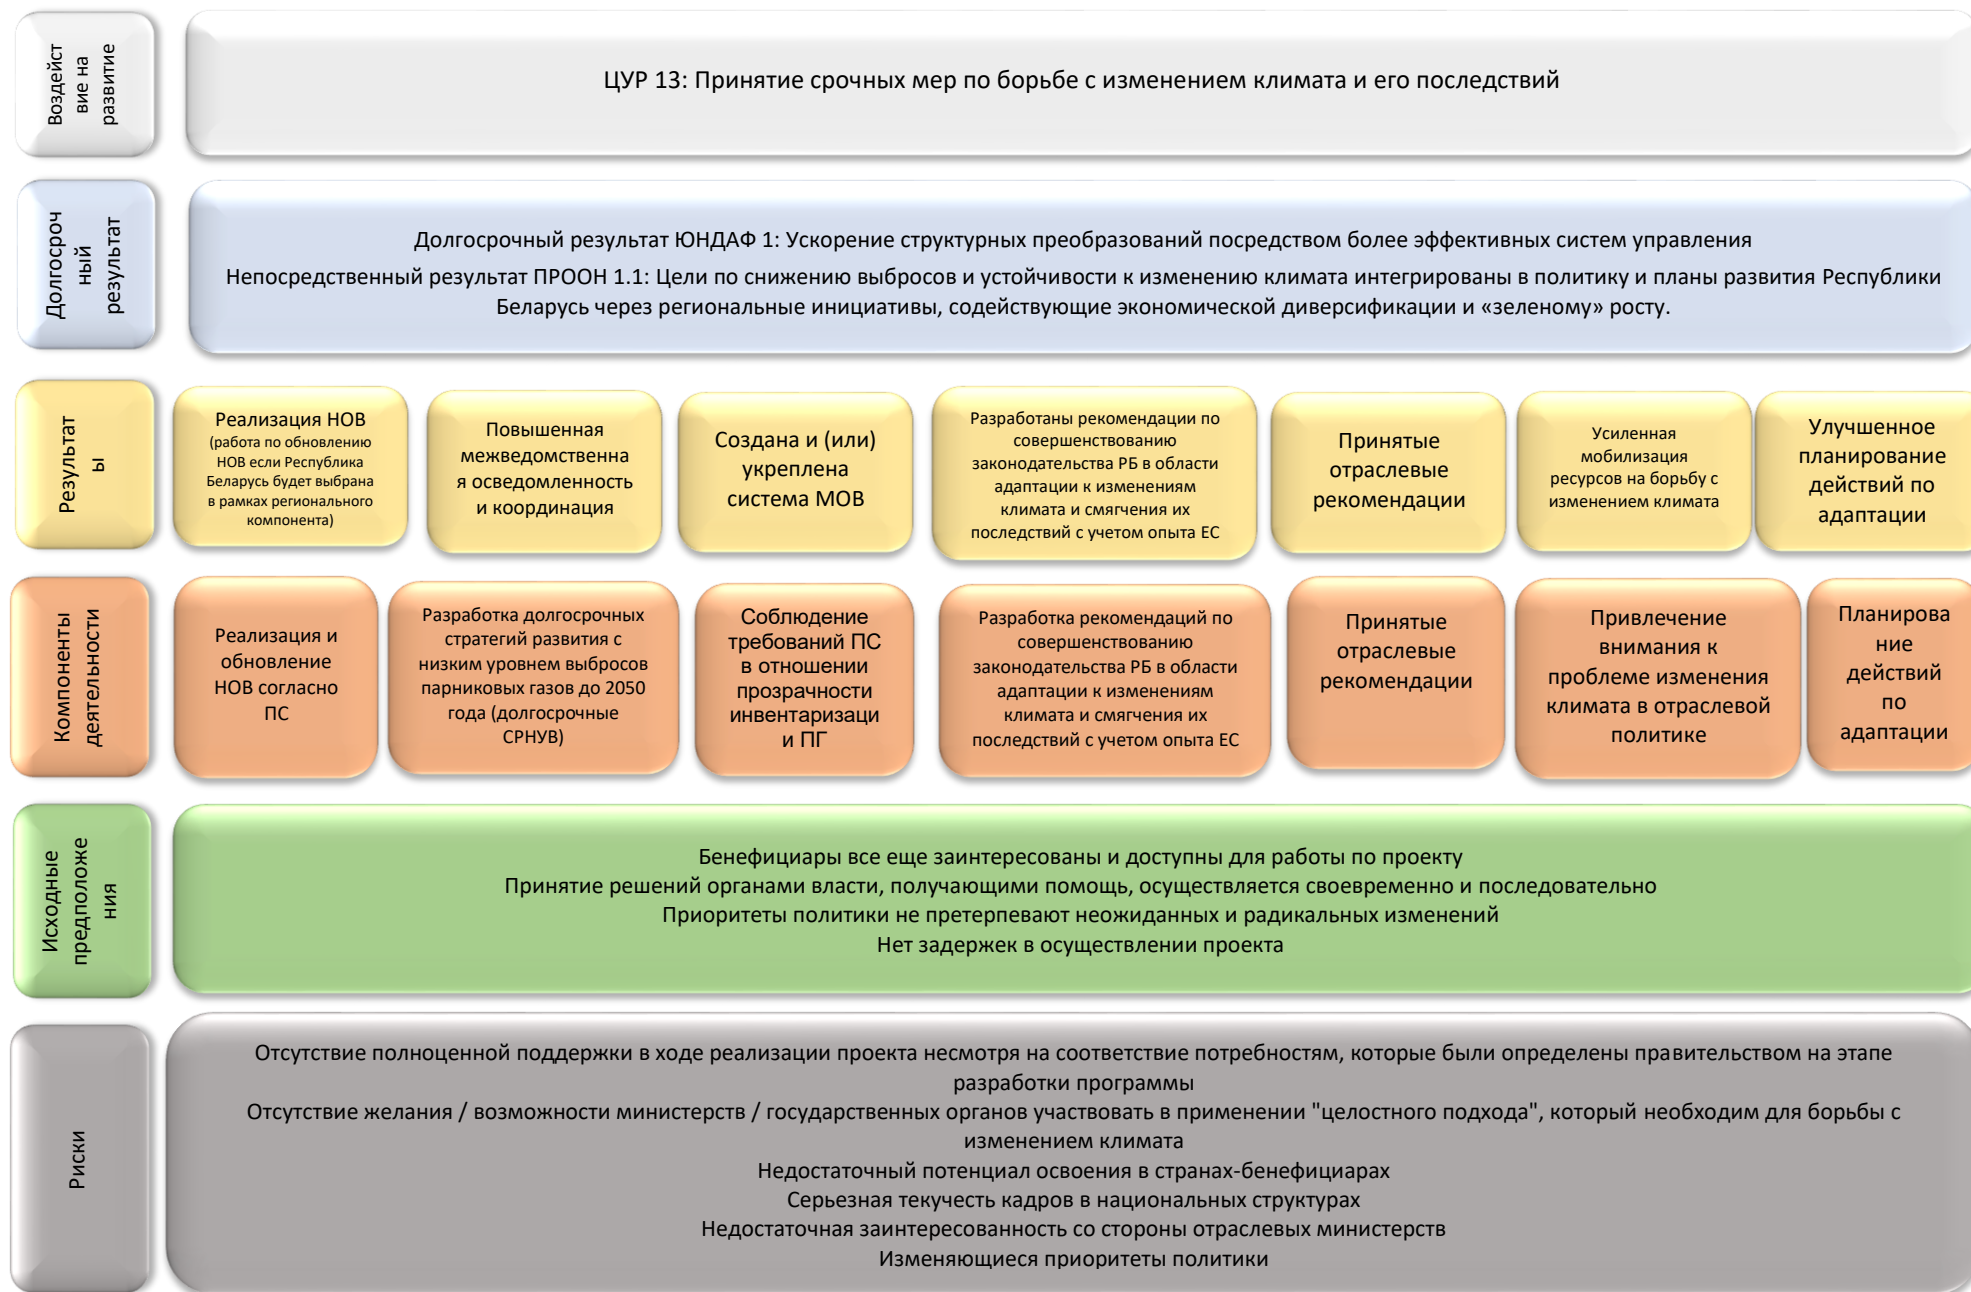 Воздейст
вие на
развитие
ЦУР 13: Принятие срочных мер по борьбе с изменением климата и его последствий
Долгосроч
ный
результат
Долгосрочный результат ЮНДАФ 1: Ускорение структурных преобразований посредством более эффективных систем управления
Непосредственный результат ПРООН 1.1: Цели по снижению выбросов и устойчивости к изменению климата интегрированы в политику и планы развития Республики
Беларусь через региональные инициативы, содействующие экономической диверсификации и «зеленому» росту.
Результат
ы
Реализация НОВ
(работа по обновлению
НОВ если Республика
Беларусь будет выбрана
в рамках регионального
компонента)
Повышенная
межведомственна
я осведомленность
и координация
Создана и (или)
укреплена
система МОВ
Разработаны рекомендации по
совершенствованию
законодательства РБ в области
адаптации к изменениям
климата и смягчения их
последствий с учетом опыта ЕС
Принятые
отраслевые
рекомендации
Усиленная
мобилизация
ресурсов на борьбу с
изменением климата
Улучшенное
планирование
действий по
адаптации
Компоненты
деятельности
Реализация и
обновление
НОВ согласно
ПС
Разработка долгосрочных
стратегий развития с
низким уровнем выбросов
парниковых газов до 2050
года (долгосрочные
СРНУВ)
Соблюдение
требований ПС
в отношении
прозрачности
инвентаризаци
и ПГ
Разработка рекомендаций по
совершенствованию
законодательства РБ в области
адаптации к изменениям
климата и смягчения их
последствий с учетом опыта ЕС
Принятые
отраслевые
рекомендации
Привлечение
внимания к
проблеме изменения
климата в отраслевой
политике
Планирова
ние
действий
по
адаптации
Исходные
предположе
ния
Бенефициары все еще заинтересованы и доступны для работы по проекту
Принятие решений органами власти, получающими помощь, осуществляется своевременно и последовательно
Приоритеты политики не претерпевают неожиданных и радикальных изменений
Нет задержек в осуществлении проекта
Риски
Отсутствие полноценной поддержки в ходе реализации проекта несмотря на соответствие потребностям, которые были определены правительством на этапе
разработки программы
Отсутствие желания / возможности министерств / государственных органов участвовать в применении "целостного подхода", который необходим для борьбы с
изменением климата
Недостаточный потенциал освоения в странах-бенефициарах
Серьезная текучесть кадров в национальных структурах
Недостаточная заинтересованность со стороны отраслевых министерств
Изменяющиеся приоритеты политики